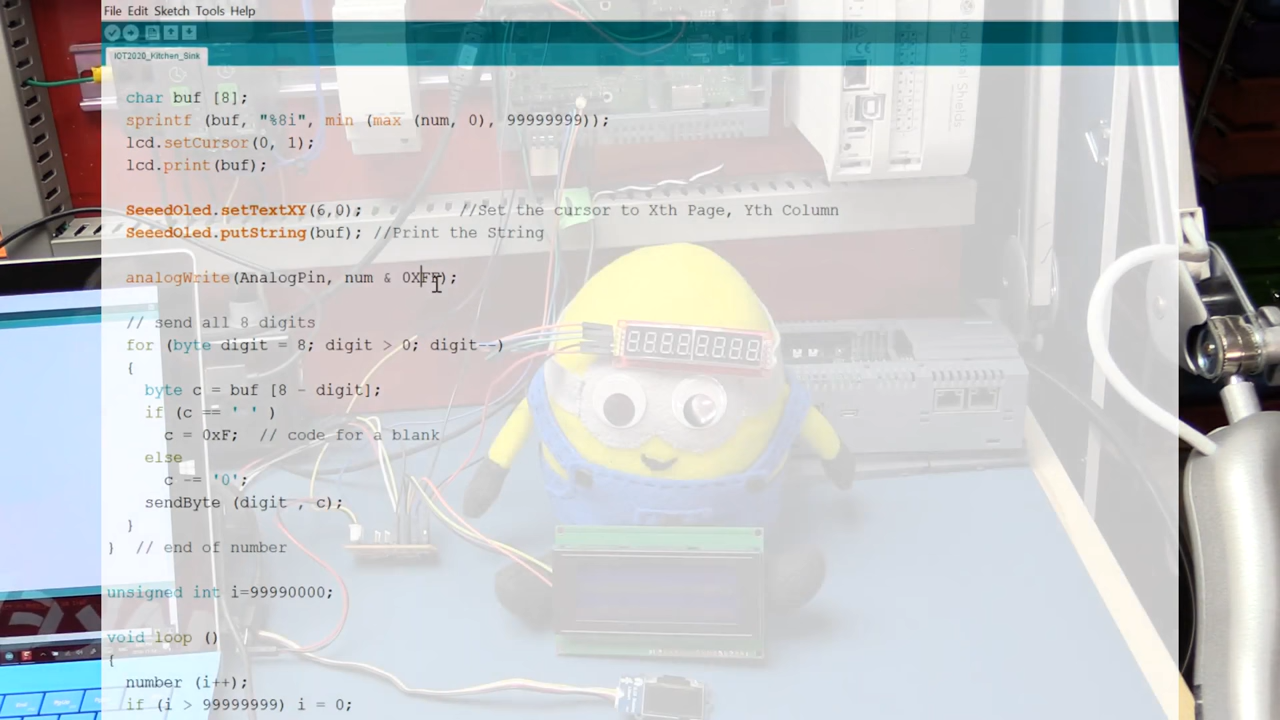 File Edit Sketch Tools Help
IOT2020_Kitchen_Sink
char buf [8];
sprintf (buf, "%8i", min (max (num, 0), 99999999));
lcd.setCursor(0, 1);
lcd.print(buf);
SeeedOled.setTextXY(6,0); //Set the cursor to Xth Page, Yth Column
SeeedOled.putString(buf); //Print the String
analogWrite(AnalogPin, num & 0XFF);
// send all 8 digits
for (byte digit = 8; digit > 0; digit--)
{
byte c = buf [8 - digit];
if (c == ' ' )
c = 0xF; // code for a blank
else
c -= '0';
sendByte (digit , c);
}
} // end of number
unsigned int i=99990000;
void loop ()
{
number (i++);
if (i > 99999999) i = 0;
Industrial Shields
88888888